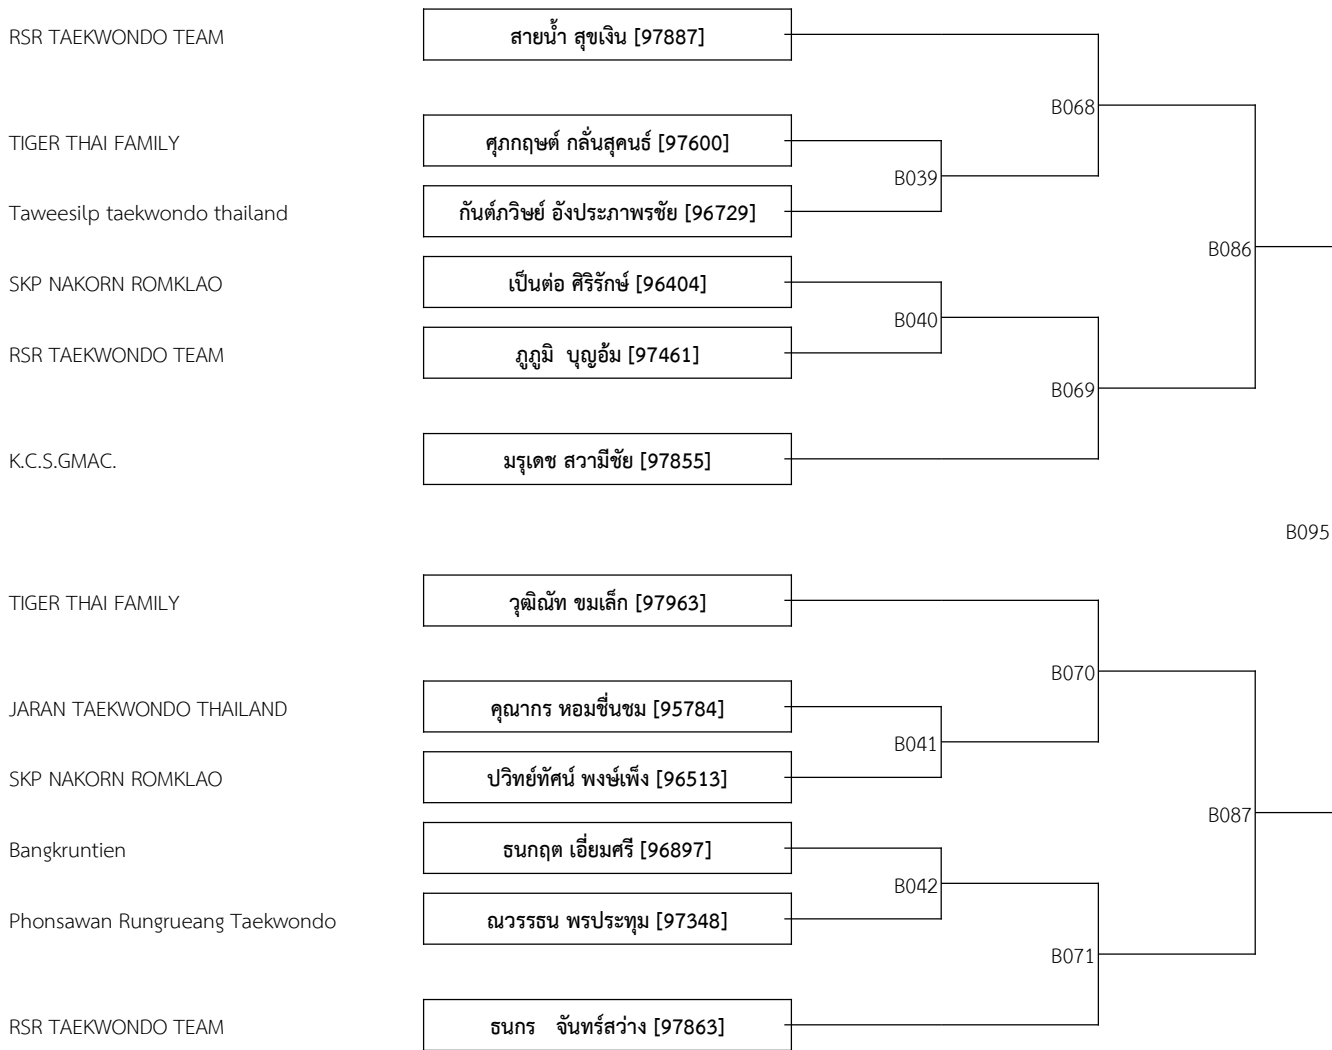 RSR TAEKWONDO TEAM สายน้ำ สุขเงิน [97887]
B068
TIGER THAI FAMILY ศุภกฤษต์ กลั่นสุคนธ์ [97600]
B039
Taweesilp taekwondo thailand กันต์ภวิษย์ อังประภาพรชัย [96729]
B086
SKP NAKORN ROMKLAO เป็นต่อ ศิริรักษ์ [96404]
B040
RSR TAEKWONDO TEAM ภูภูมิ บุญอ้ม [97461]
B069
K.C.S.GMAC. มรุเดช สวามีชัย [97855]
B095
TIGER THAI FAMILY วุฒิณัท ขมเล็ก [97963]
B070
JARAN TAEKWONDO THAILAND คุณากร หอมชื่นชม [95784]
B041
SKP NAKORN ROMKLAO ปวิทย์ทัศน์ พงษ์เพ็ง [96513]
B087
Bangkruntien ธนกฤต เอี่ยมศรี [96897]
B042
Phonsawan Rungrueang Taekwondo ณวรรธน พรประทุม [97348]
B071
RSR TAEKWONDO TEAM ธนกร จันทร์สว่าง [97863]